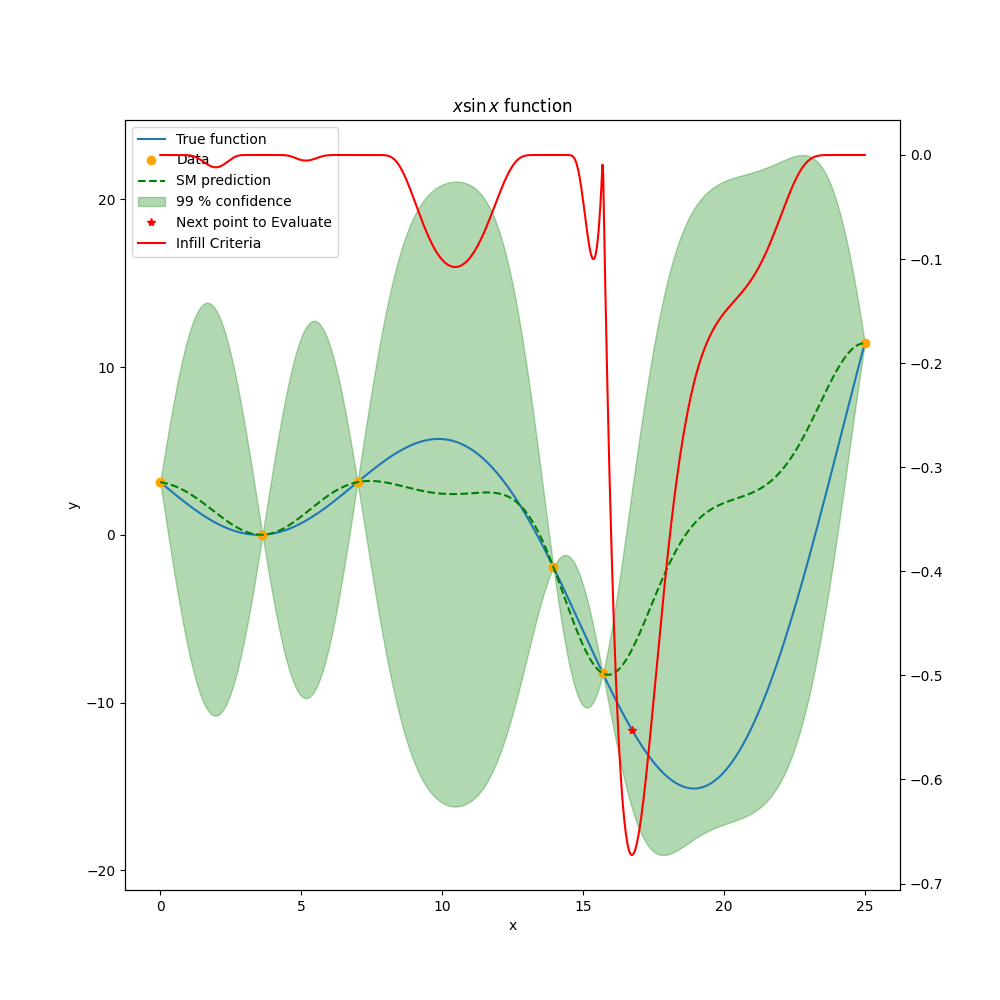 x sin x function
True function
Data
SM prediction
99 % confidence
Next point to Evaluate
Infill Criteria
20
10
0
−10
−20
y
0.0
−0.1
−0.2
−0.3
−0.4
−0.5
−0.6
−0.7
0 5 10 15 20 25
x